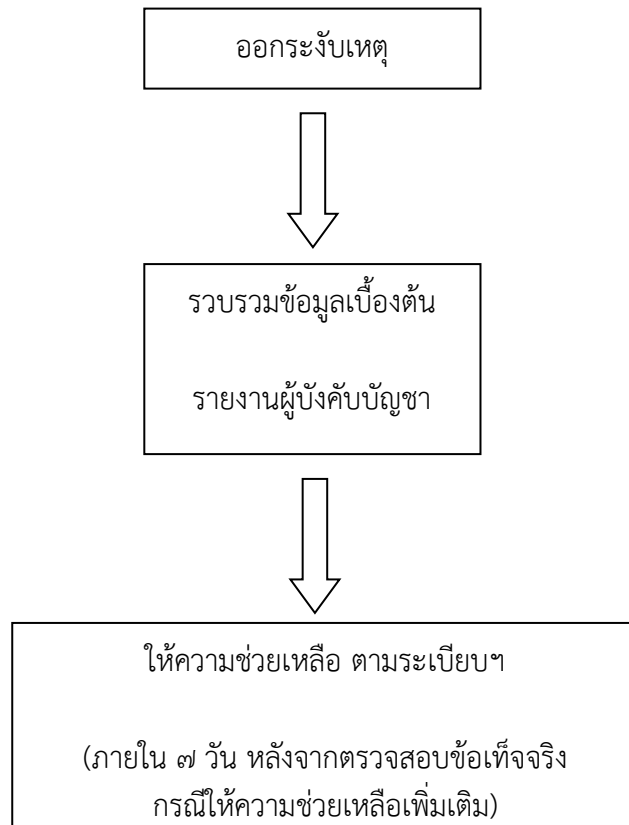 ออกระงับเหตุ
รวบรวมข้อมูลเบื้องต้น
รายงานผู้บังคับบัญชา
ให้ความช่วยเหลือ ตามระเบียบฯ
(ภายใน ๗ วัน หลังจากตรวจสอบข้อเท็จจริง
กรณีให้ความช่วยเหลือเพิ่มเติม)